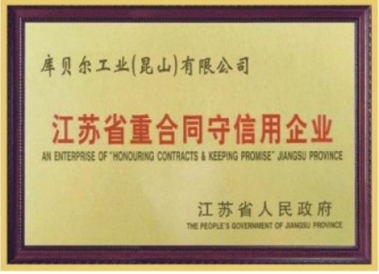 库贝尔工业(昆山)有限公司
江苏省重合同守信用企业
AN ENTERPRISE OF "HONOURING CONTRACTS & KEEPING PROMISE" JIANGSU PROVINCE
江苏省人民政府
THE PEOPLE'S GOVERNMENT OF JIANGSU PROVINCE